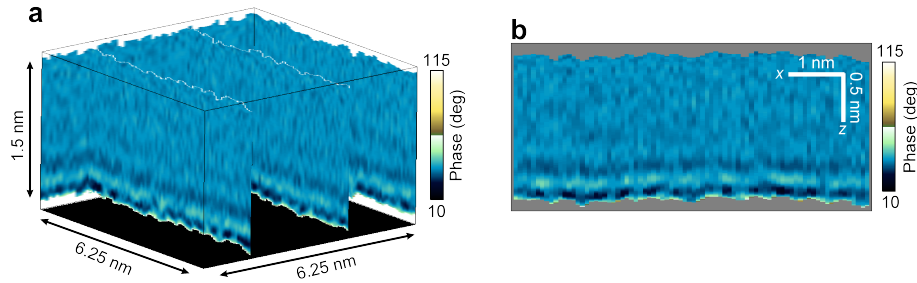 a
1.5 nm
6.25 nm
6.25 nm
115
Phase (deg)
10
b
1 nm
x
0.5 nm
z
115
Phase (deg)
10